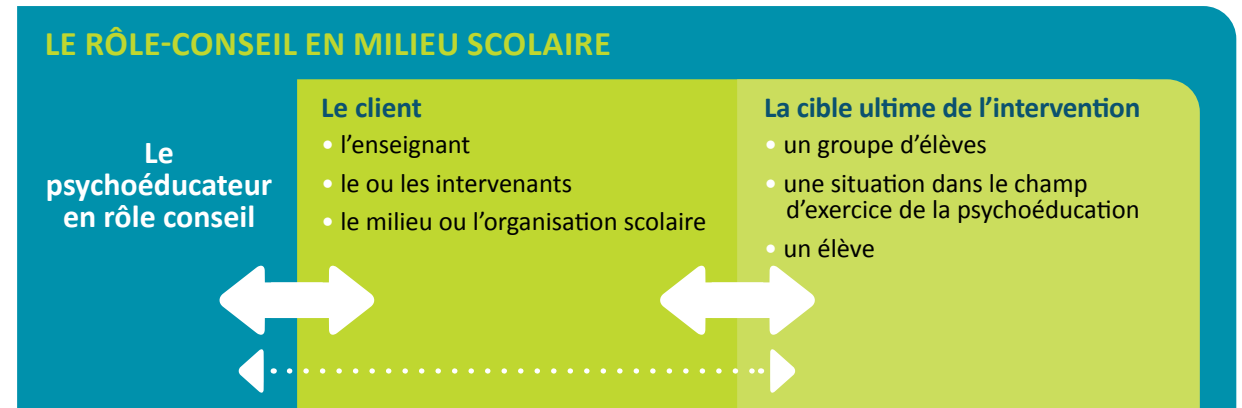 LE RÔLE-CONSEIL EN MILIEU SCOLAIRE
Le
psychoéducateur
en rôle conseil
Le client
• l’enseignant
• le ou les intervenants
• le milieu ou l’organisation scolaire
La cible ultime de l’intervention
• un groupe d’élèves
• une situation dans le champ
d’exercice de la psychoéducation
• un élève